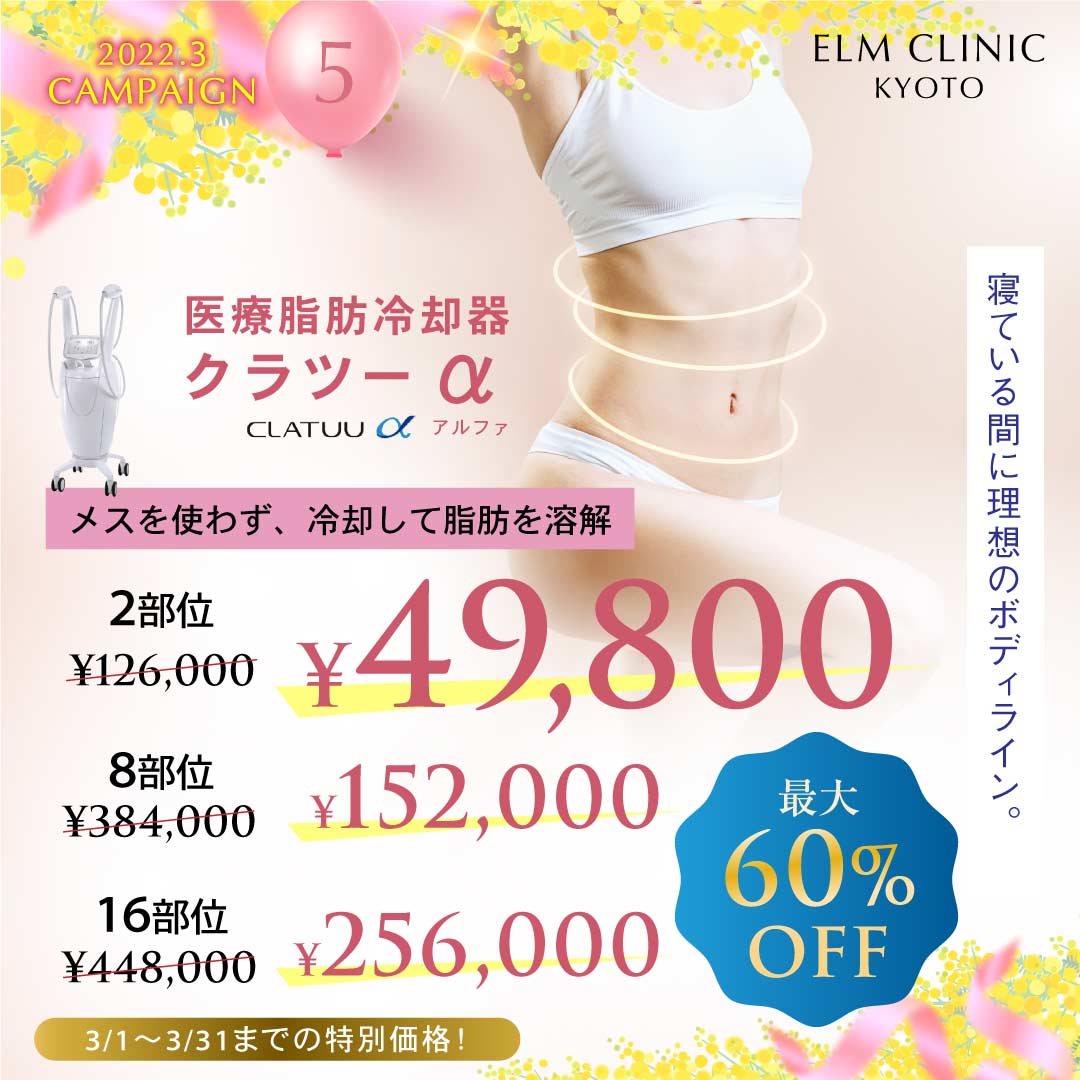 2022.3
CAMPAIGN
5
ELM CLINIC
KYOTO
医療脂肪冷却器
クラツー α
CLATUU α アルファ
メスを使わず、冷却して脂肪を溶解
寝ている間に理想のボディライン。
2部位
¥126,000
¥49,800
8部位
¥384,000
¥152,000
16部位
¥448,000
¥256,000
最大
60%
OFF
3/1〜3/31までの特別価格!